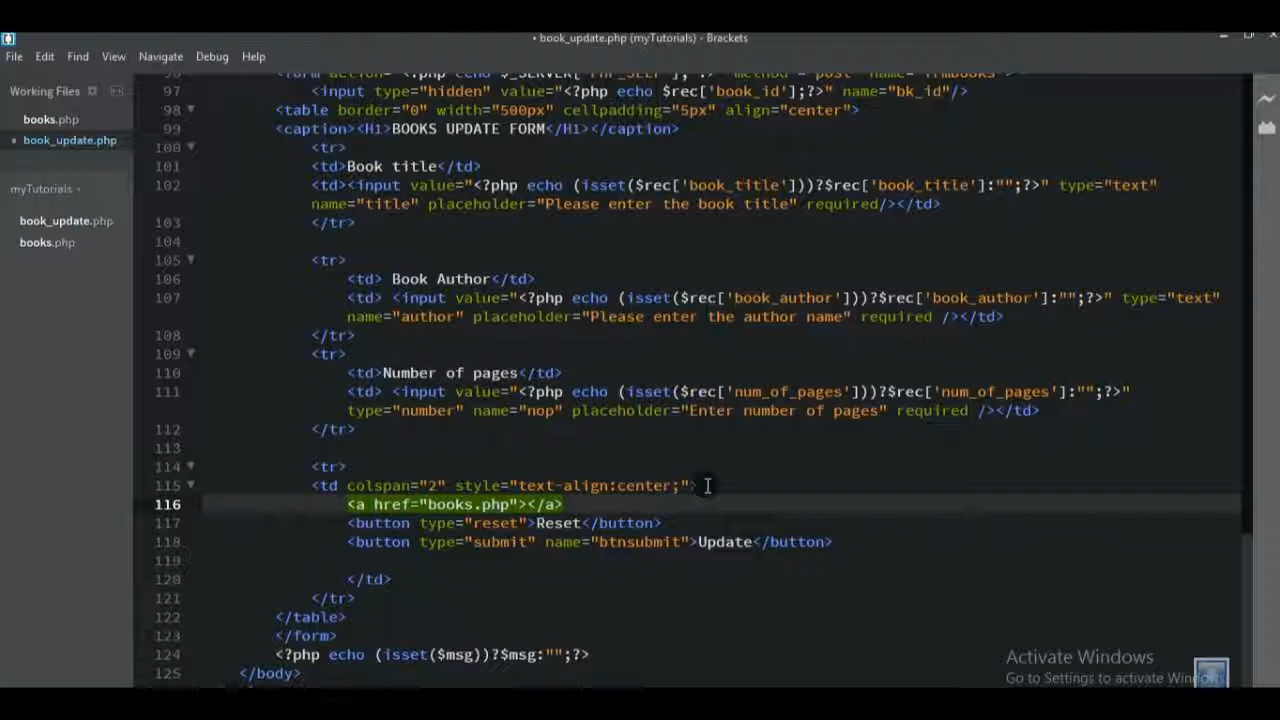 • book_update.php (myTutorials) - Brackets
File Edit Find View Navigate Debug Help
Working Files
books.php
• book_update.php
myTutorials
book_update.php
books.php
<form action="<?php echo $_SERVER['PHP_SELF'];?>" method="post" name="frmbooks">
97 <input type="hidden" value="<?php echo $rec['book_id'];?>" name="bk_id"/>
98 <table border="0" width="500px" cellpadding="5px" align="center">
99 <caption><H1>BOOKS UPDATE FORM</H1></caption>
100 <tr>
101 <td>Book title</td>
102 <td><input value="<?php echo (isset($rec['book_title']))?$rec['book_title']:"";?>" type="text"
name="title" placeholder="Please enter the book title" required/></td>
103 </tr>
104
105 <tr>
106 <td> Book Author</td>
107 <td> <input value="<?php echo (isset($rec['book_author']))?$rec['book_author']:"";?>" type="text"
name="author" placeholder="Please enter the author name" required /></td>
108 </tr>
109 <tr>
110 <td>Number of pages</td>
111 <td> <input value="<?php echo (isset($rec['num_of_pages']))?$rec['num_of_pages']:"";?>"
type="number" name="nop" placeholder="Enter number of pages" required /></td>
112 </tr>
113
114 <tr>
115 <td colspan="2" style="text-align:center;">
116 <a href="books.php"></a>
117 <button type="reset">Reset</button>
118 <button type="submit" name="btnsubmit">Update</button>
119
120 </td>
121 </tr>
122 </table>
123 </form>
124 <?php echo (isset($msg))?$msg:"";?>
125 </body>
Activate Windows
Go to Settings to activate Windows.